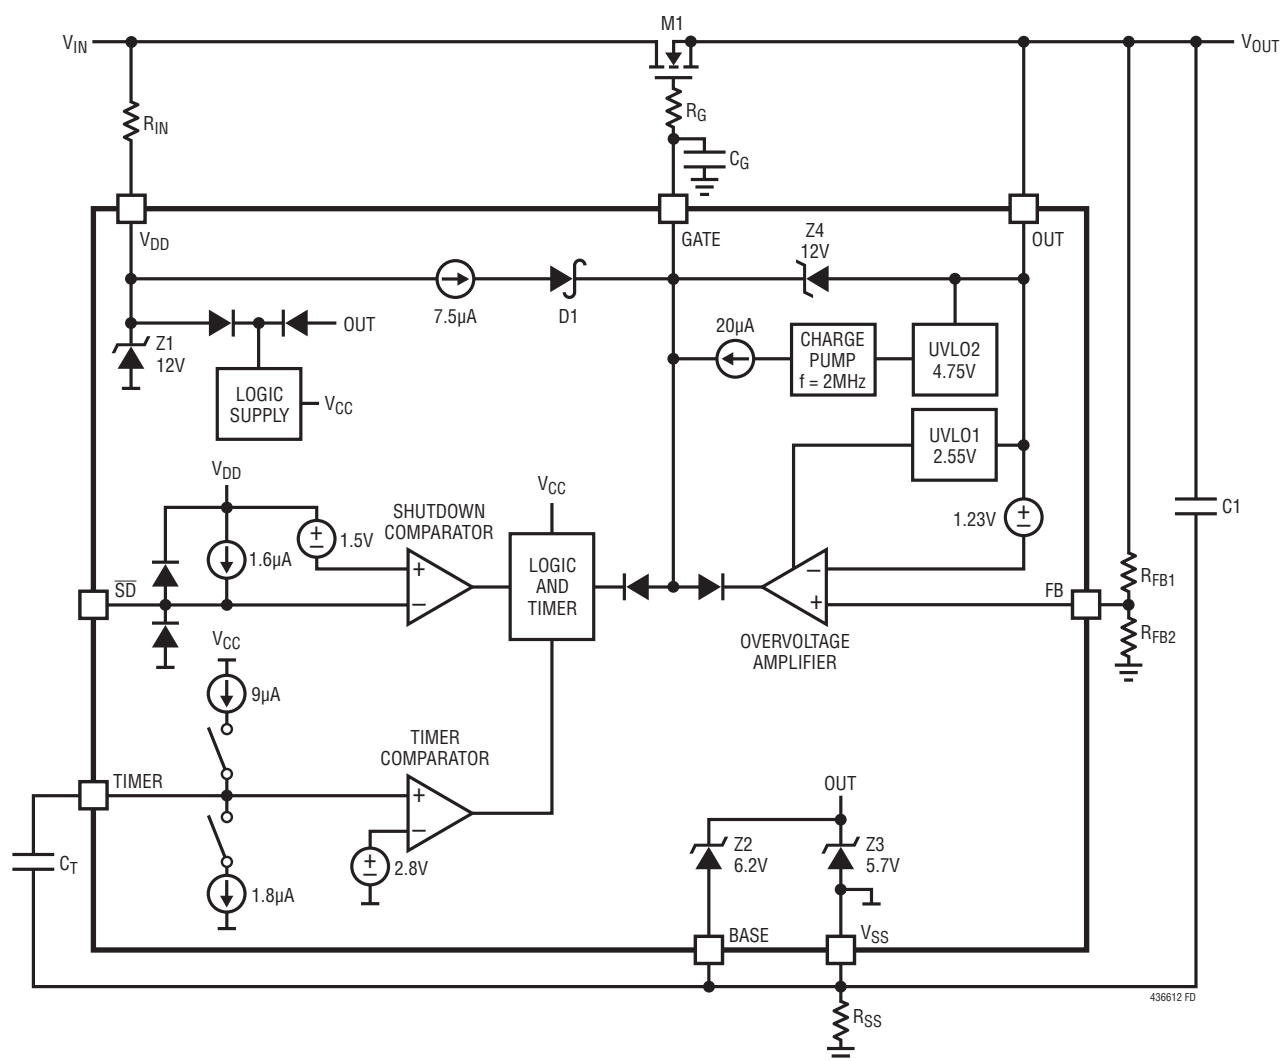 M1
VIN
VOUT
RIN
RG
CG
VDD
GATE
OUT
Z4
12V
7.5µA
D1
20µA
CHARGE
PUMP
f = 2MHz
UVLO2
4.75V
Z1
12V
OUT
LOGIC
SUPPLY
VCC
UVLO1
2.55V
VDD
SHUTDOWN
COMPARATOR
VCC
1.23V
C1
1.5V
1.6µA
LOGIC
AND
TIMER
SD
FB
RFB1
RFB2
OVERVOLTAGE
AMPLIFIER
VCC
9µA
TIMER
COMPARATOR
TIMER
OUT
CT
2.8V
1.8µA
Z2
6.2V
Z3
5.7V
BASE
VSS
RSS
436612 FD